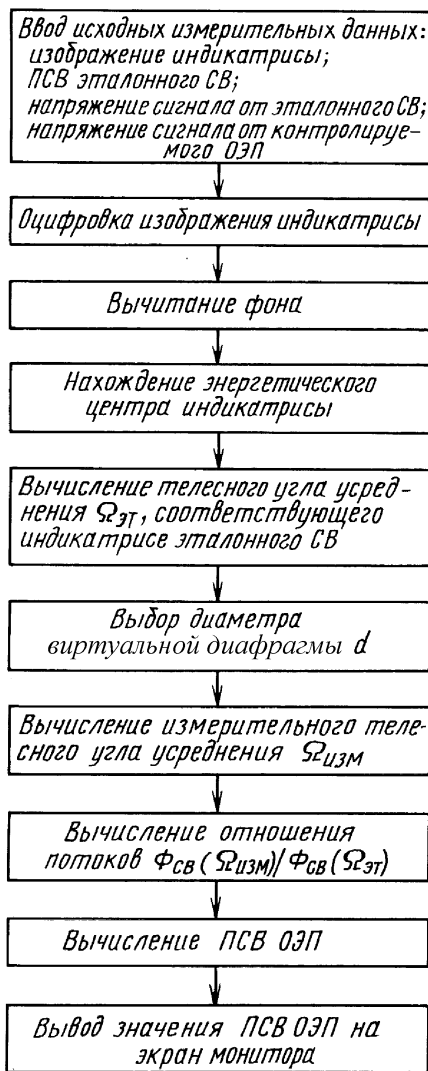 Ввод исходных измерительных данных:
изображение индикатрисы;
ПСВ эталонного СВ;
напряжение сигнала от эталонного СВ;
напряжение сигнала от контролируе-
мого ОЭП
Оцифровка изображения индикатрисы
Вычитание фона
Нахождение энергетического
центра индикатрисы
Вычисление телесного угла усред-
нения Ωэт, соответствующего
индикатрисе эталонного СВ
Выбор диаметра
виртуальной диафрагмы d
Вычисление измерительного теле-
сного угла усреднения Ωизм
Вычисление отношения
потоков Фсв(Ωизм)/Фсв(Ωэт)
Вычисление ПСВ ОЭП
Вывод значения ПСВ ОЭП на
экран монитора